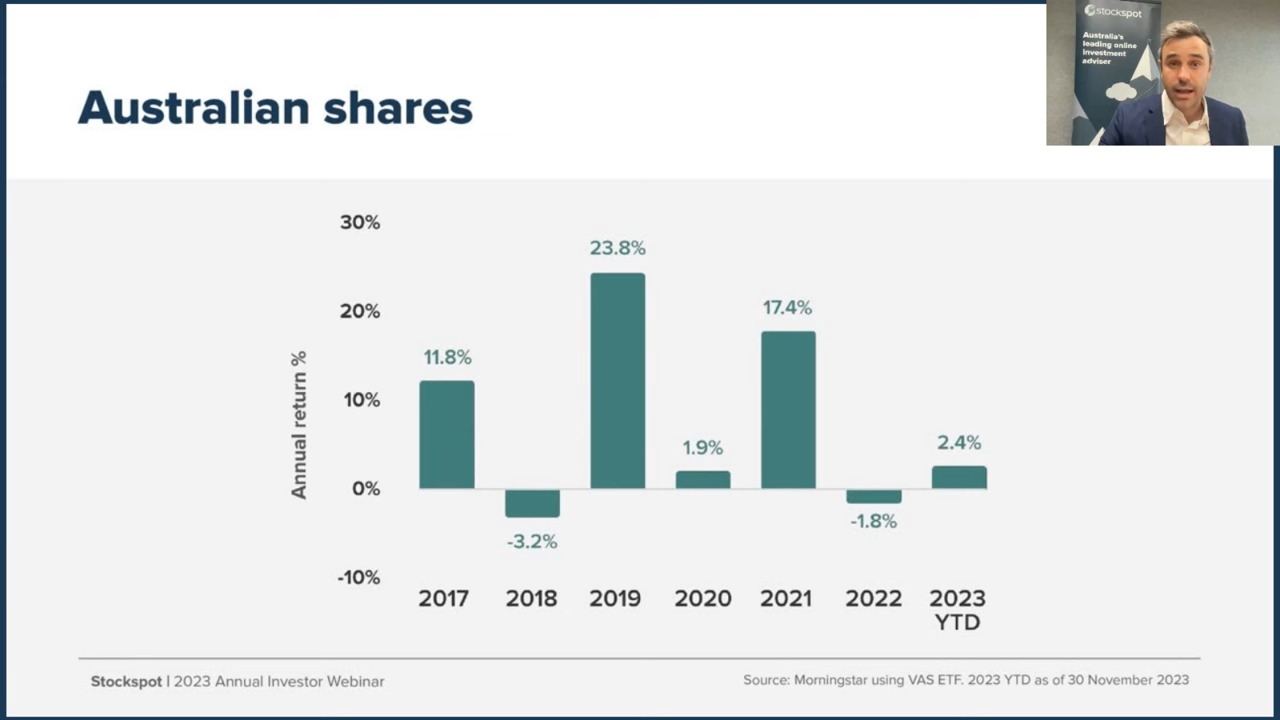 stockspot
Australia's
leading online
investment
adviser
Australian shares
30%
20%
10%
0%
-10%
Annual return %
11.8%
-3.2%
23.8%
1.9%
17.4%
-1.8%
2.4%
2017 2018 2019 2020 2021 2022 2023
YTD
Stockspot | 2023 Annual Investor Webinar
Source: Morningstar using VAS ETF. 2023 YTD as of 30 November 2023